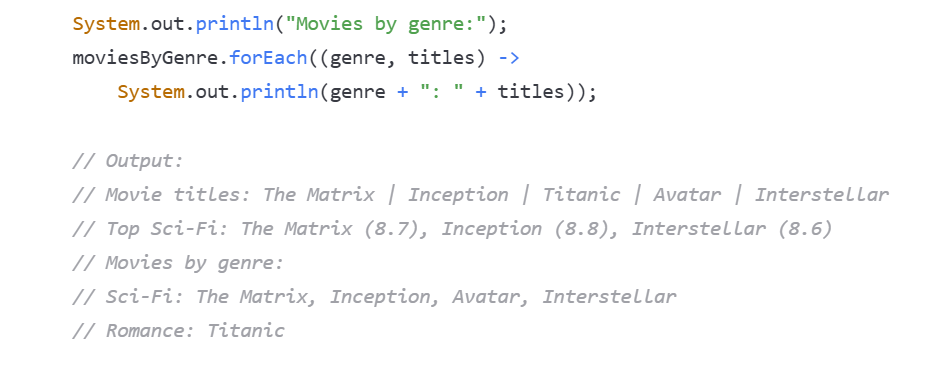 System.out.println("Movies by genre:");
moviesByGenre.forEach((genre, titles) ->
    System.out.println(genre + ": " + titles));
// Output:
// Movie titles: The Matrix | Inception | Titanic | Avatar | Interstellar
// Top Sci-Fi: The Matrix (8.7), Inception (8.8), Interstellar (8.6)
// Movies by genre:
// Sci-Fi: The Matrix, Inception, Avatar, Interstellar
// Romance: Titanic